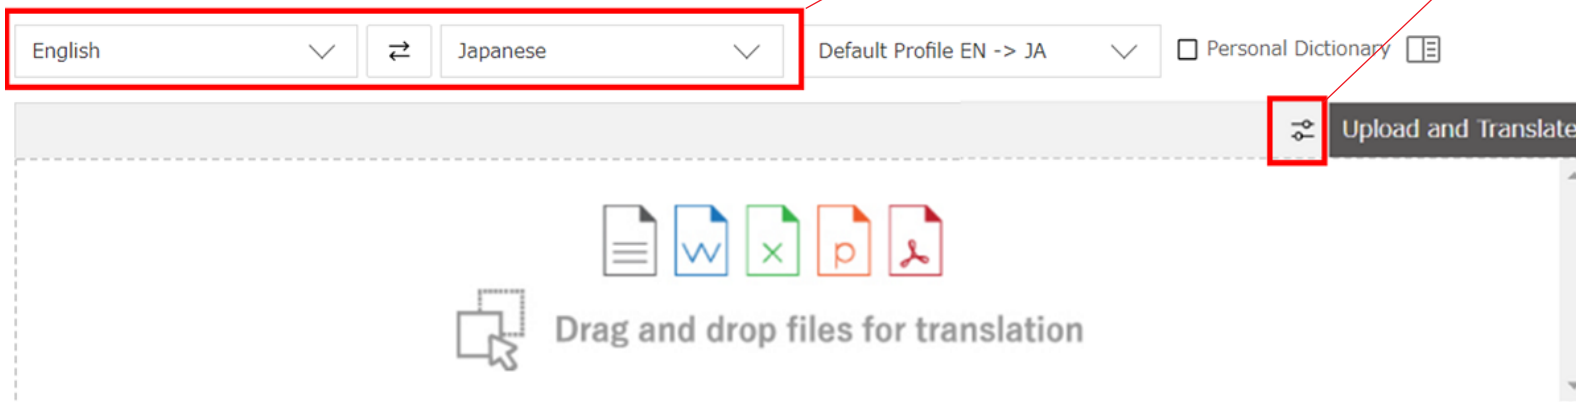 English Japanese Default Profile EN -> JA Personal Dictionary
Upload and Translate
Drag and drop files for translation